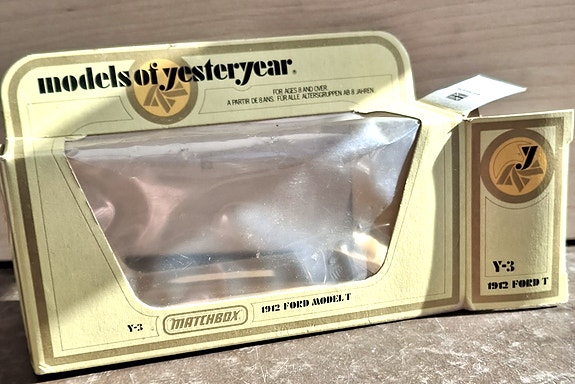 models of yesteryear®
FOR AGES 8 AND OVER.
A PARTIR DE 8 ANS. FÜR ALLE ALTERSGRUPPEN AB 8 JAHREN.
Y-3
MATCHBOX
1912 FORD MODEL T
y
Y-3
1912 FORD T